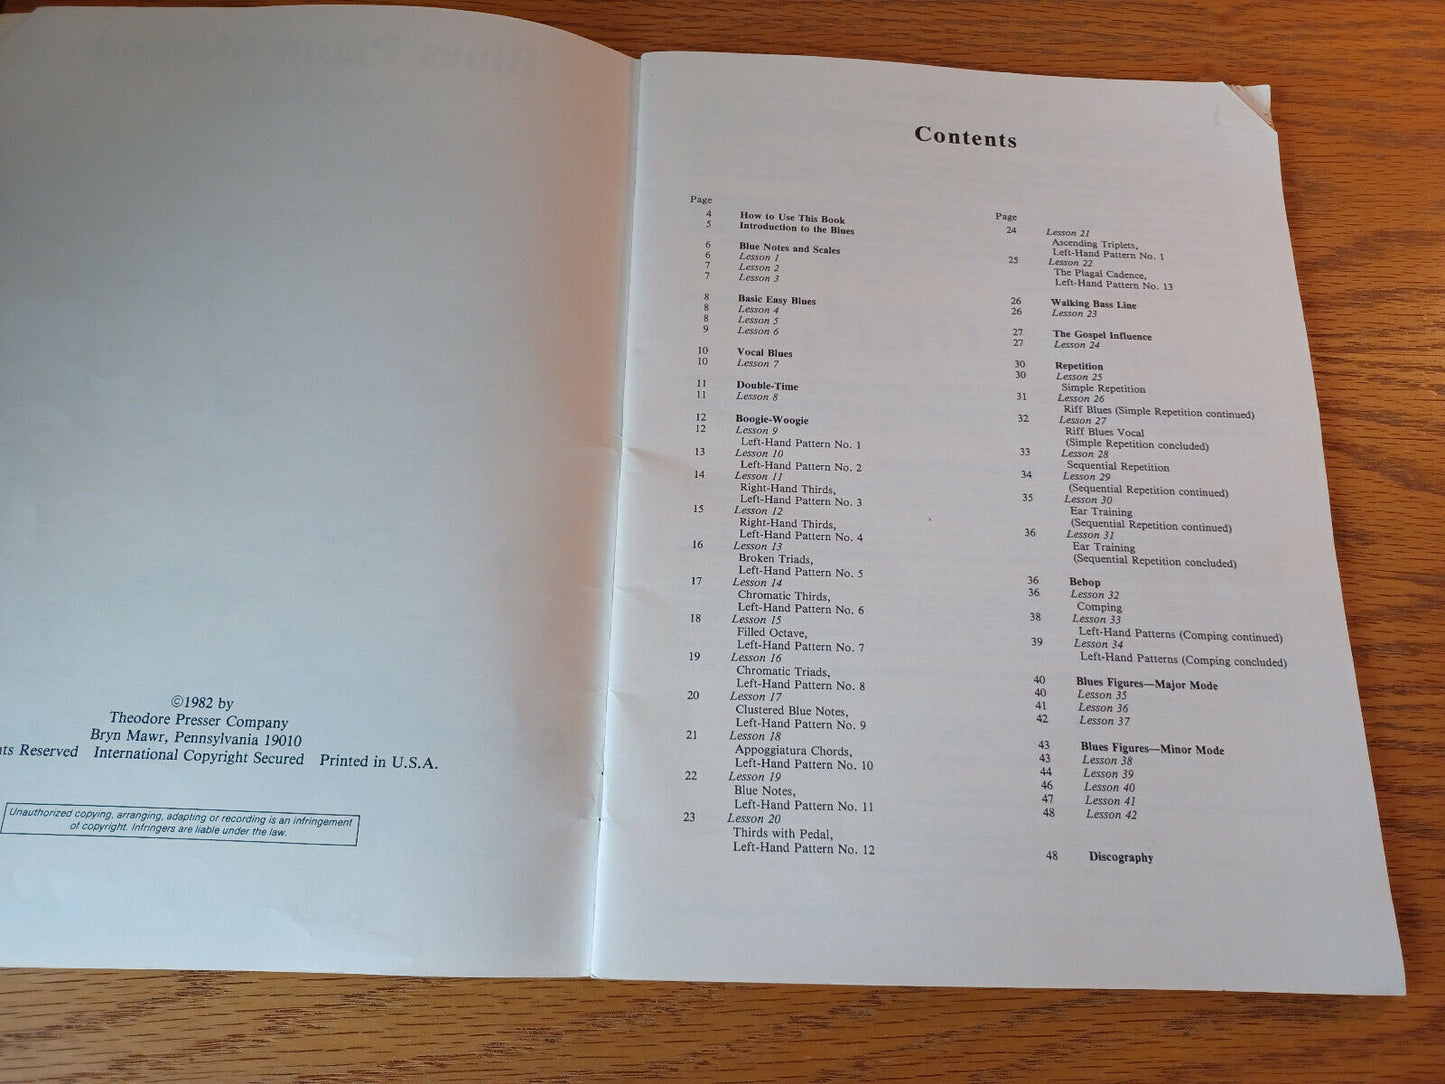 Blues Piano Method
©1982 by
Theodore Presser Company
Bryn Mawr, Pennsylvania 19010
Reserved International Copyright Secured Printed in U.S.A.
Unauthorized copying, arranging, adapting or recording is an infringement
of copyright. Infringers are liable under the law.
Contents
Page
4 How to Use This Book
5 Introduction to the Blues
6 Blue Notes and Scales
6 Lesson 1
7 Lesson 2
7 Lesson 3
8 Basic Easy Blues
8 Lesson 4
8 Lesson 5
9 Lesson 6
10 Vocal Blues
10 Lesson 7
11 Double-Time
11 Lesson 8
12 Boogie-Woogie
12 Lesson 9
Left-Hand Pattern No. 1
13 Lesson 10
Left-Hand Pattern No. 2
14 Lesson 11
Right-Hand Thirds,
Left-Hand Pattern No. 3
15 Lesson 12
Right-Hand Thirds,
Left-Hand Pattern No. 4
16 Lesson 13
Broken Triads,
Left-Hand Pattern No. 5
17 Lesson 14
Chromatic Thirds,
Left-Hand Pattern No. 6
18 Lesson 15
Filled Octave,
Left-Hand Pattern No. 7
19 Lesson 16
Chromatic Triads,
Left-Hand Pattern No. 8
20 Lesson 17
Clustered Blue Notes,
Left-Hand Pattern No. 9
21 Lesson 18
Appoggiatura Chords,
Left-Hand Pattern No. 10
22 Lesson 19
Blue Notes,
Left-Hand Pattern No. 11
23 Lesson 20
Thirds with Pedal,
Left-Hand Pattern No. 12
Page
24 Lesson 21
Ascending Triplets,
Left-Hand Pattern No. 1
25 Lesson 22
The Plagal Cadence,
Left-Hand Pattern No. 13
26 Walking Bass Line
26 Lesson 23
27 The Gospel Influence
27 Lesson 24
30 Repetition
30 Lesson 25
Simple Repetition
31 Lesson 26
Riff Blues (Simple Repetition continued)
32 Lesson 27
Riff Blues Vocal
(Simple Repetition concluded)
33 Lesson 28
Sequential Repetition
34 Lesson 29
(Sequential Repetition continued)
35 Lesson 30
Ear Training
(Sequential Repetition continued)
36 Lesson 31
Ear Training
(Sequential Repetition concluded)
36 Bebop
36 Lesson 32
Comping
38 Lesson 33
Left-Hand Patterns (Comping continued)
39 Lesson 34
Left-Hand Patterns (Comping concluded)
40 Blues Figures—Major Mode
40 Lesson 35
41 Lesson 36
42 Lesson 37
43 Blues Figures—Minor Mode
43 Lesson 38
44 Lesson 39
46 Lesson 40
47 Lesson 41
48 Lesson 42
48 Discography